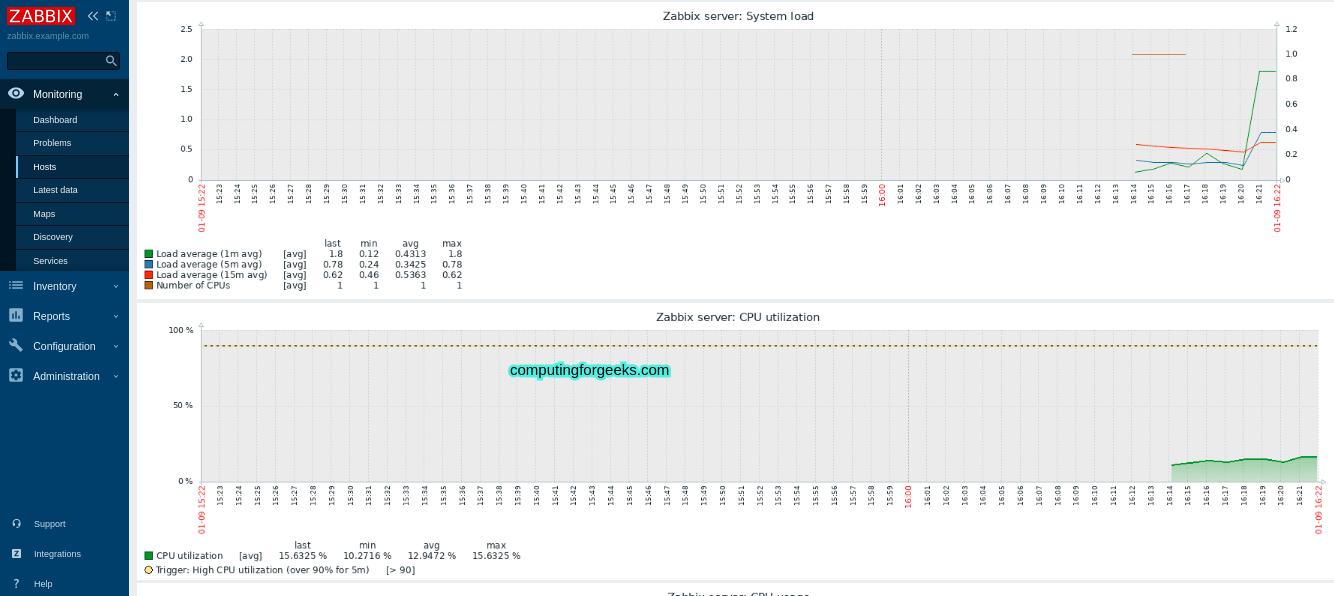 ZABBIX
zabbix.example.com
Monitoring
Dashboard
Problems
Hosts
Latest data
Maps
Discovery
Services
Inventory
Reports
Configuration
Administration
Support
Integrations
Help
Zabbix server: System load
2.5
2.0
1.5
1.0
0.5
0
1.2
1.0
0.8
0.6
0.4
0.2
0
01-09 15:22 15:23 15:24 15:25 15:26 15:27 15:28 15:29 15:30 15:31 15:32 15:33 15:34 15:35 15:36 15:37 15:38 15:39 15:40 15:41 15:42 15:43 15:44 15:45 15:46 15:47 15:48 15:49 15:50 15:51 15:52 15:53 15:54 15:55 15:56 15:57 15:58 15:59 16:00 16:01 16:02 16:03 16:04 16:05 16:06 16:07 16:08 16:09 16:10 16:11 16:12 16:13 16:14 16:15 16:16 16:17 16:18 16:19 16:20 16:21 01-09 16:22
last min avg max
Load average (1m avg) [avg] 1.8 0.12 0.4313 1.8
Load average (5m avg) [avg] 0.78 0.24 0.3425 0.78
Load average (15m avg) [avg] 0.62 0.46 0.5363 0.62
Number of CPUs [avg] 1 1 1 1
Zabbix server: CPU utilization
100 %
50 %
0 %
computingforgeeks.com
01-09 15:22 15:23 15:24 15:25 15:26 15:27 15:28 15:29 15:30 15:31 15:32 15:33 15:34 15:35 15:36 15:37 15:38 15:39 15:40 15:41 15:42 15:43 15:44 15:45 15:46 15:47 15:48 15:49 15:50 15:51 15:52 15:53 15:54 15:55 15:56 15:57 15:58 15:59 16:00 16:01 16:02 16:03 16:04 16:05 16:06 16:07 16:08 16:09 16:10 16:11 16:12 16:13 16:14 16:15 16:16 16:17 16:18 16:19 16:20 16:21 01-09 16:22
last min avg max
CPU utilization [avg] 15.6325 % 10.2716 % 12.9472 % 15.6325 %
Trigger: High CPU utilization (over 90% for 5m) [> 90]
Zabbix server: CPU usage